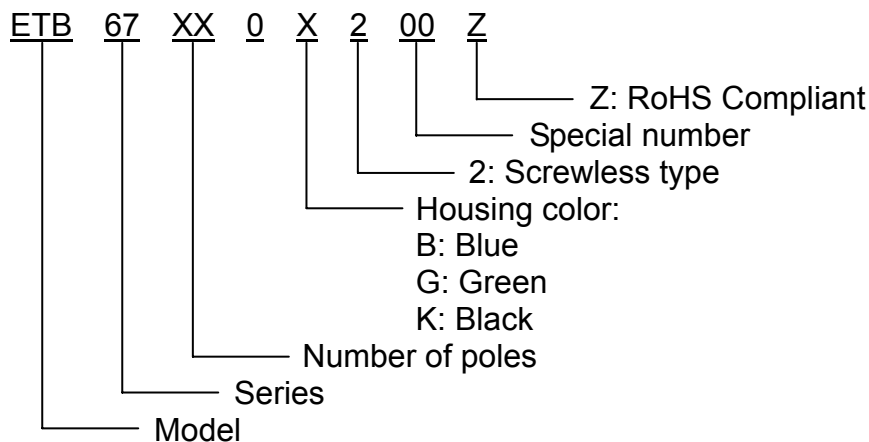 ETB 67 XX 0 X 2 00 Z
Z: RoHS Compliant
Special number
2: Screwless type
Housing color:
B: Blue
G: Green
K: Black
Number of poles
Series
Model